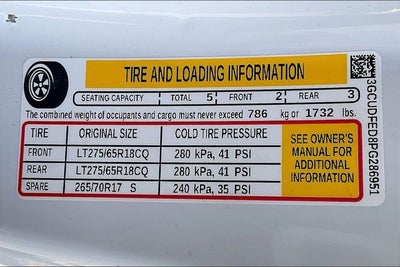 TIRE AND LOADING INFORMATION
SEATING CAPACITY TOTAL 5 FRONT 2 REAR 3
The combined weight of occupants and cargo must never exceed 786 kg or 1732 lbs.
TIRE ORIGINAL SIZE COLD TIRE PRESSURE
FRONT LT275/65R18CQ 280 kPa, 41 PSI
REAR LT275/65R18CQ 280 kPa, 41 PSI
SPARE 265/70R17 S 240 kPa, 35 PSI
SEE OWNER'S
MANUAL FOR
ADDITIONAL
INFORMATION
3GCUDFED8PG286951